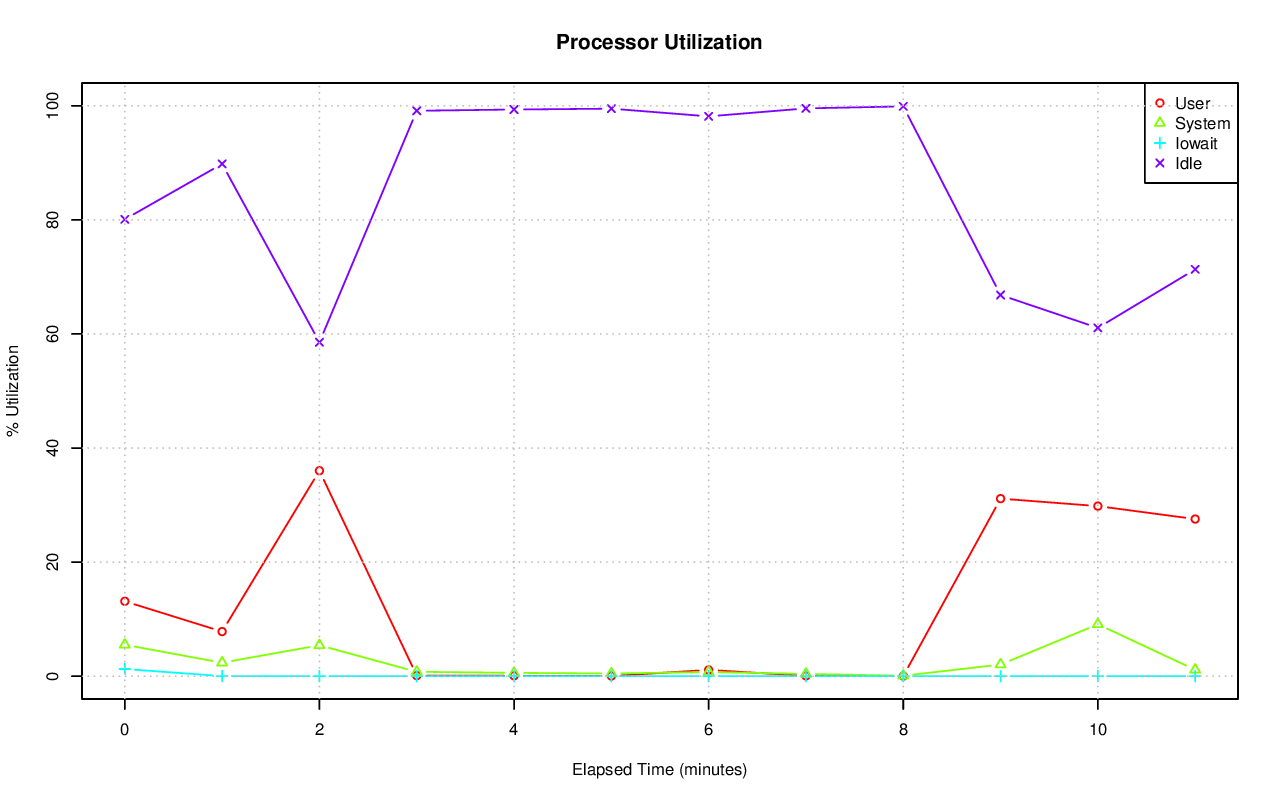 Processor Utilization
User
System
Iowait
Idle
100
80
60
40
20
0
% Utilization
0 2 4 6 8 10
Elapsed Time (minutes)